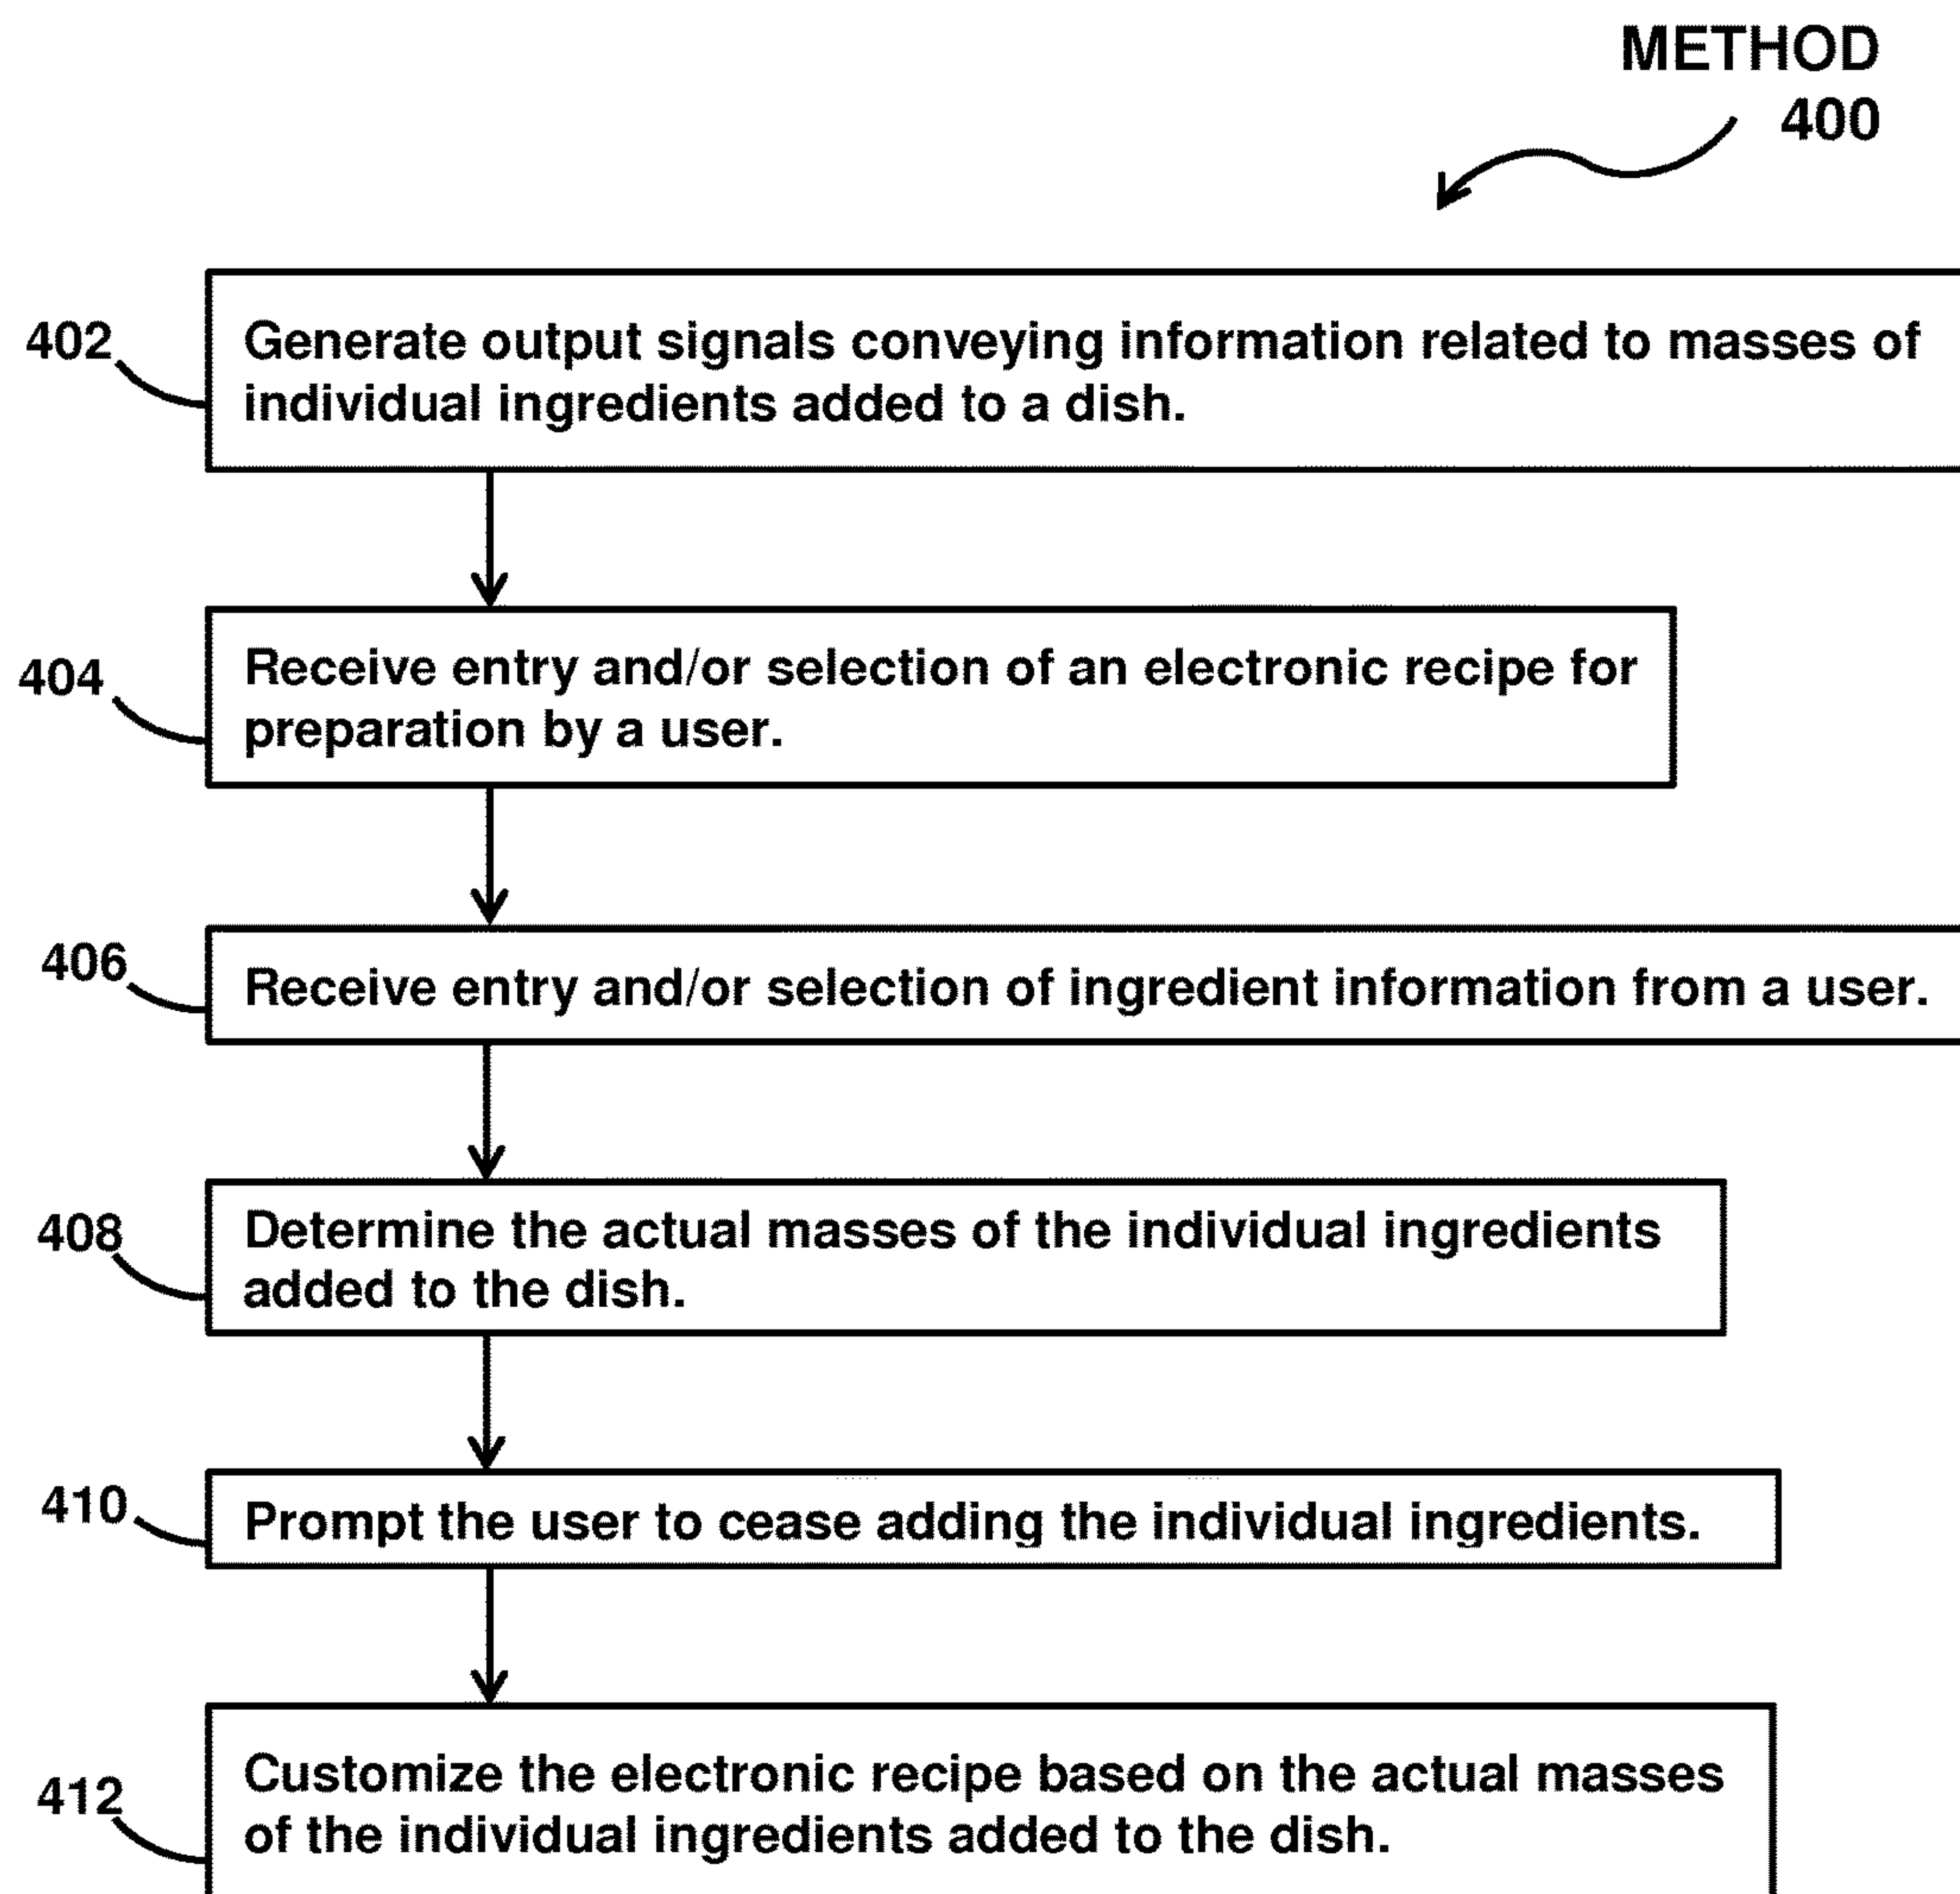 METHOD
400
402
Generate output signals conveying information related to masses of
individual ingredients added to a dish.
404
Receive entry and/or selection of an electronic recipe for
preparation by a user.
406
Receive entry and/or selection of ingredient information from a user.
408
Determine the actual masses of the individual ingredients
added to the dish.
410
Prompt the user to cease adding the individual ingredients.
412
Customize the electronic recipe based on the actual masses
of the individual ingredients added to the dish.